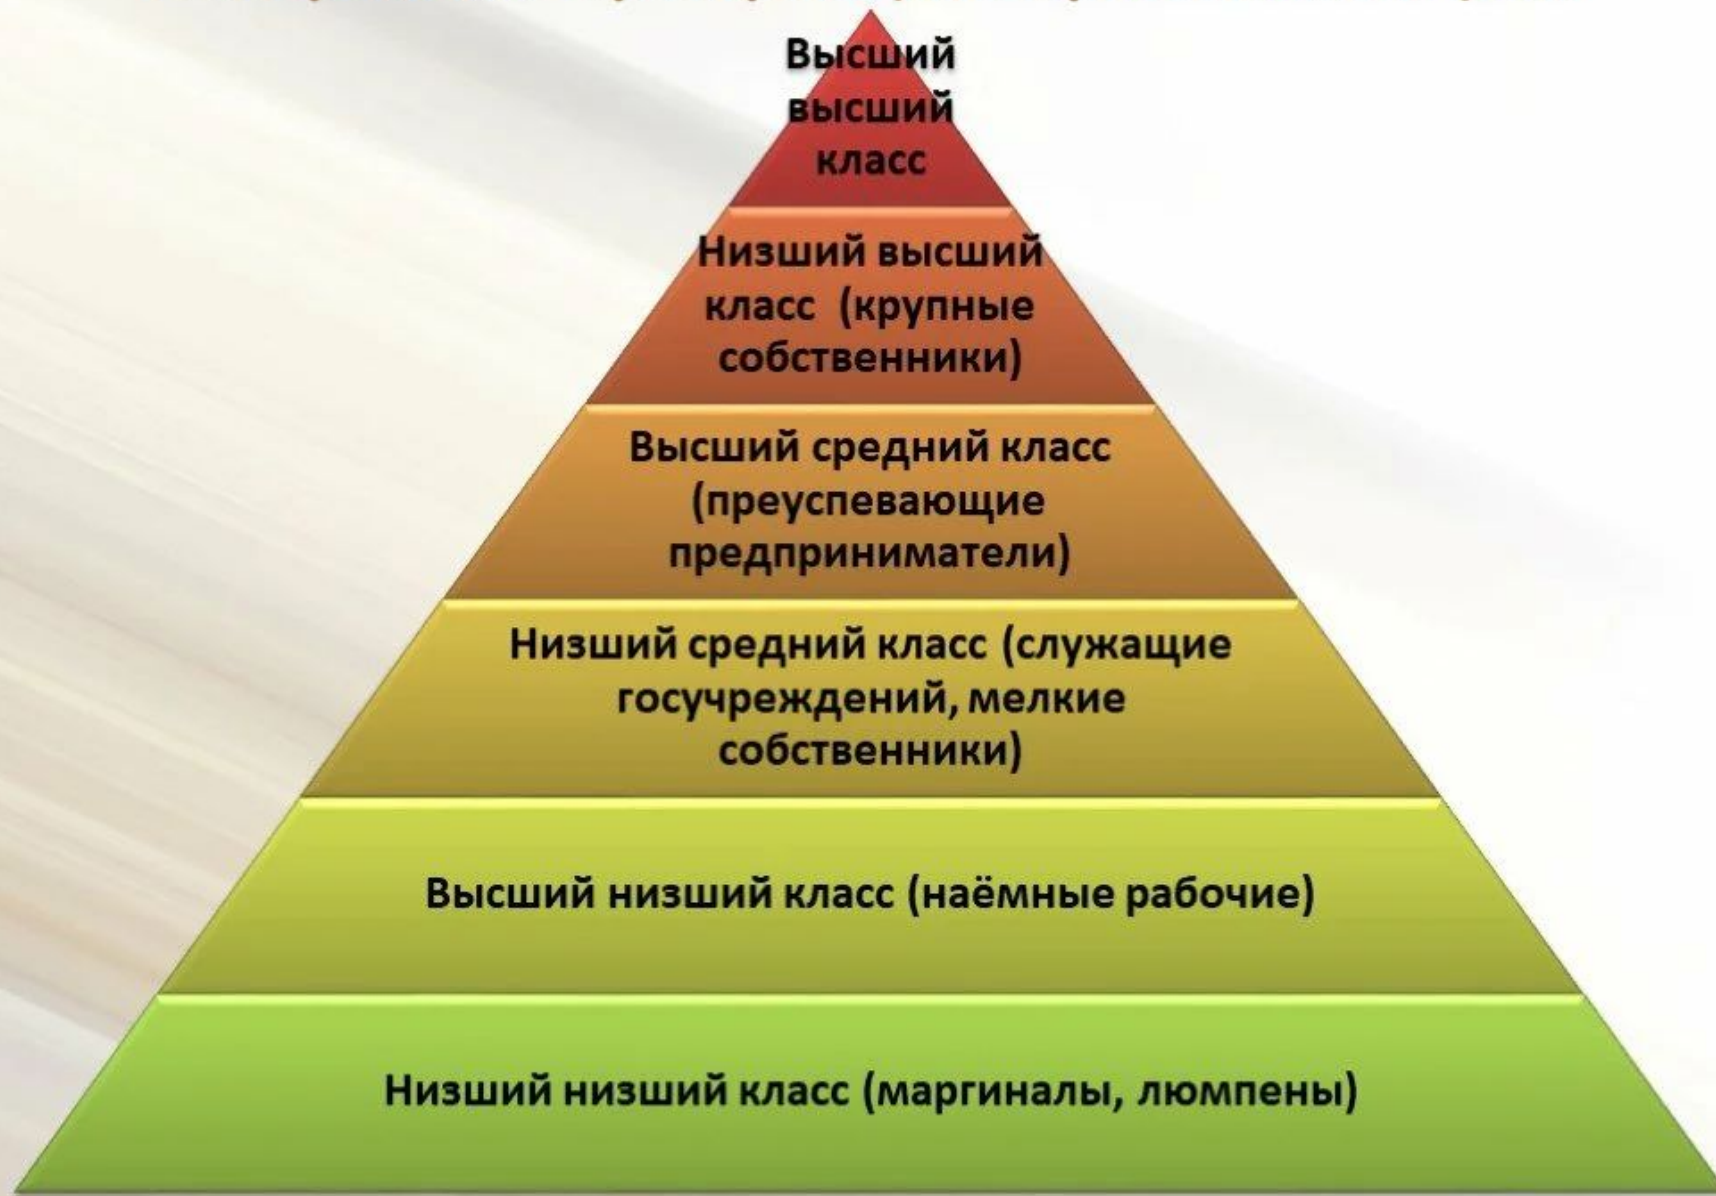 Высший
высший
класс
Низший высший
класс (крупные
собственники)
Высший средний класс
(преуспевающие
предприниматели)
Низший средний класс (служащие
госучреждений, мелкие
собственники)
Высший низший класс (наёмные рабочие)
Низший низший класс (маргиналы, люмпены)